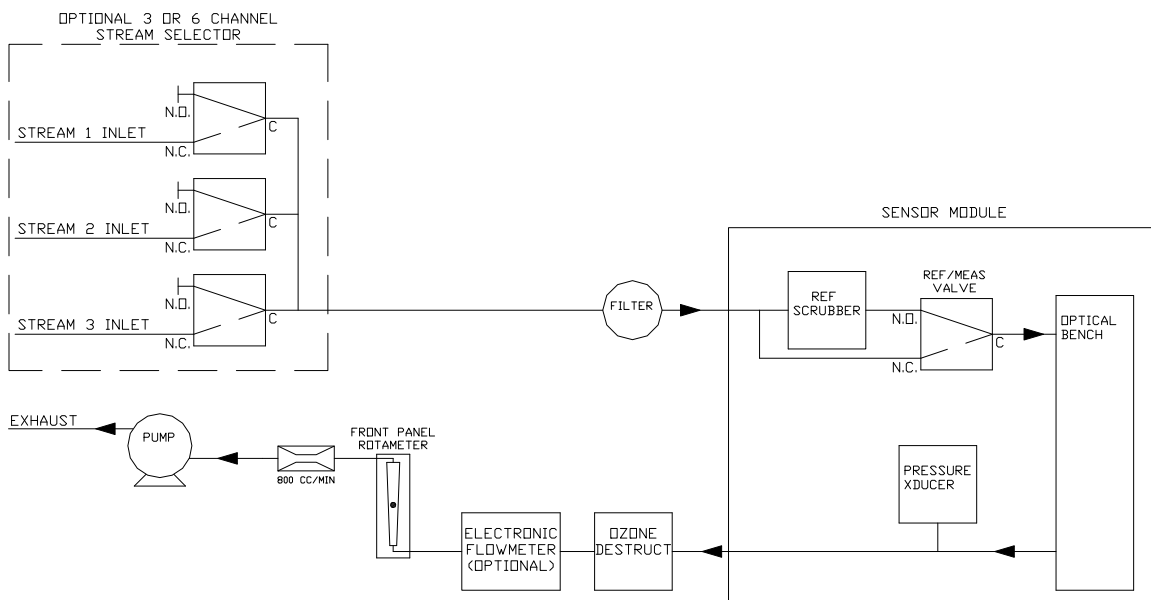 OPTIONAL 3 OR 6 CHANNEL
STREAM SELECTOR
N.O.
C
STREAM 1 INLET
N.C.
N.O.
C
STREAM 2 INLET
N.C.
N.O.
C
STREAM 3 INLET
N.C.
FILTER
SENSOR MODULE
REF
SCRUBBER
REF/MEAS
VALVE
N.O.
C
N.C.
OPTICAL
BENCH
EXHAUST
PUMP
800 CC/MIN
FRONT PANEL
ROTAMETER
ELECTRONIC
FLOWMETER
(OPTIONAL)
OZONE
DESTRUCT
PRESSURE
XDUCER